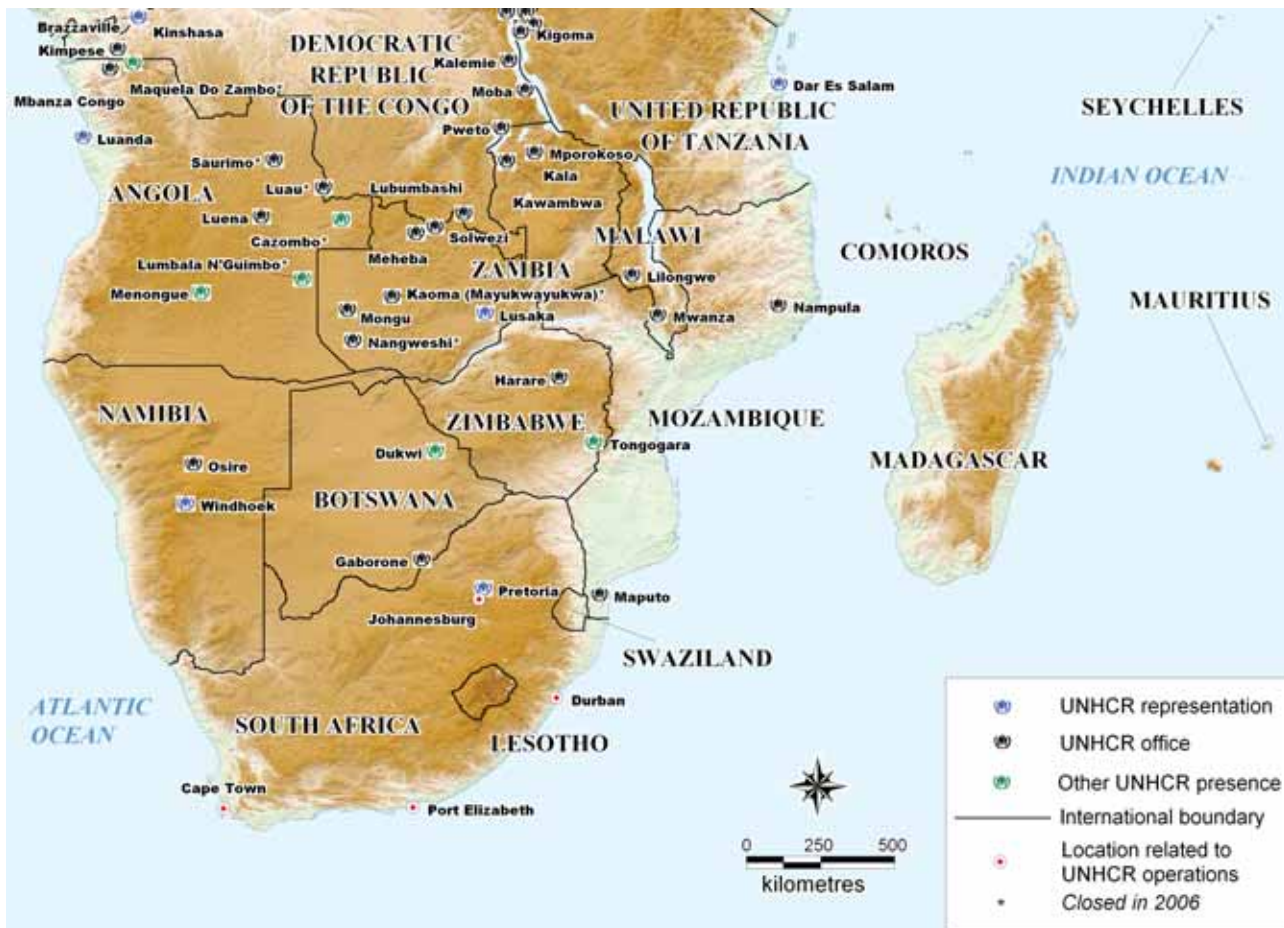 Brazzaville
Kinshasa
Kimpese
Mbanza Congo
Maquela Do Zambo*
DEMOCRATIC
REPUBLIC
OF THE CONGO
Kigoma
Kalemie
Moba
Pweto
UNITED REPUBLIC
OF TANZANIA
Dar Es Salam
SEYCHELLES
INDIAN OCEAN
Luanda
Saurimo*
ANGOLA
Luau*
Lubumbashi
Mporokoso
Kala
Kawambwa
Luena
Cazombo*
Solwezi
Meheba
MALAWI
COMOROS
Lumbala N'Guimbo*
ZAMBIA
Lilongwe
MAURITIUS
Menongue
Kaoma (Mayukwayukwa)*
Mongu
Lusaka
Mwanza
Nampula
Nangweshi*
Harare
NAMIBIA
ZIMBABWE
MOZAMBIQUE
Dukwi
Tongogara
MADAGASCAR
Osire
Windhoek
BOTSWANA
Gaborone
Pretoria
Maputo
Johannesburg
SWAZILAND
ATLANTIC
OCEAN
SOUTH AFRICA
Durban
LESOTHO
Cape Town
Port Elizabeth
0 250 500
kilometres
UNHCR representation
UNHCR office
Other UNHCR presence
International boundary
Location related to
UNHCR operations
* Closed in 2006